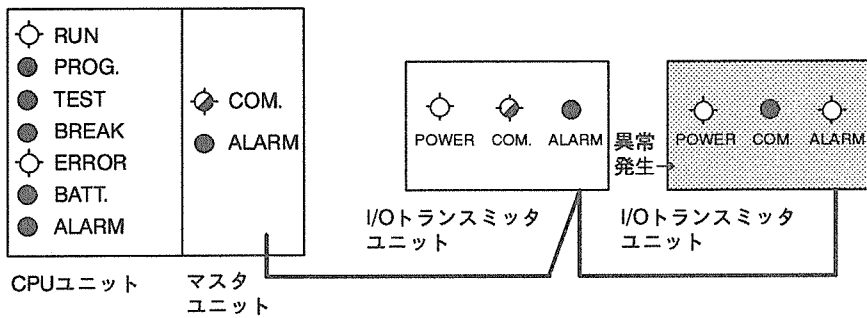 RUN
PROG.
TEST
BREAK
ERROR
BATT.
ALARM
COM.
ALARM
CPUユニット
マスタ
ユニット
POWER COM. ALARM
I/Oトランスミッタ
ユニット
異常
発生→
POWER COM. ALARM
I/Oトランスミッタ
ユニット